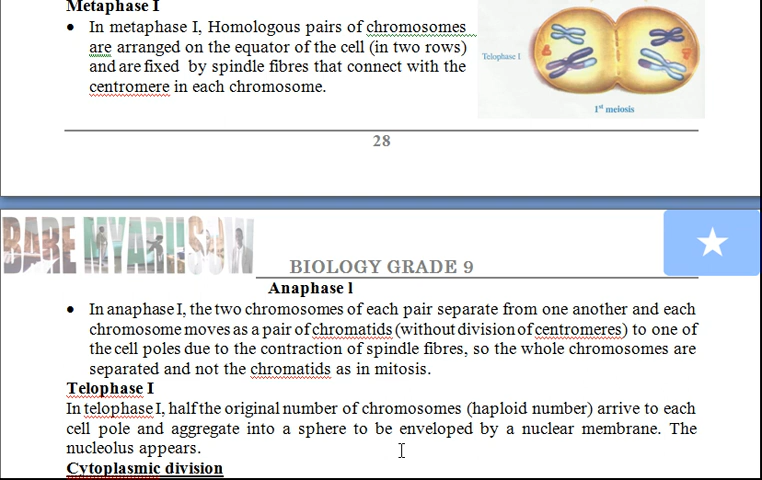 Metaphase I
• In metaphase I, Homologous pairs of chromosomes
are arranged on the equator of the cell (in two rows)
and are fixed by spindle fibres that connect with the
centromere in each chromosome.
Telophase I
1st meiosis
28
BARE MYARIISOW
BIOLOGY GRADE 9
Anaphase l
• In anaphase I, the two chromosomes of each pair separate from one another and each
chromosome moves as a pair of chromatids (without division of centromeres) to one of
the cell poles due to the contraction of spindle fibres, so the whole chromosomes are
separated and not the chromatids as in mitosis.
Telophase I
In telophase I, half the original number of chromosomes (haploid number) arrive to each
cell pole and aggregate into a sphere to be enveloped by a nuclear membrane. The
nucleolus appears.
Cytoplasmic division